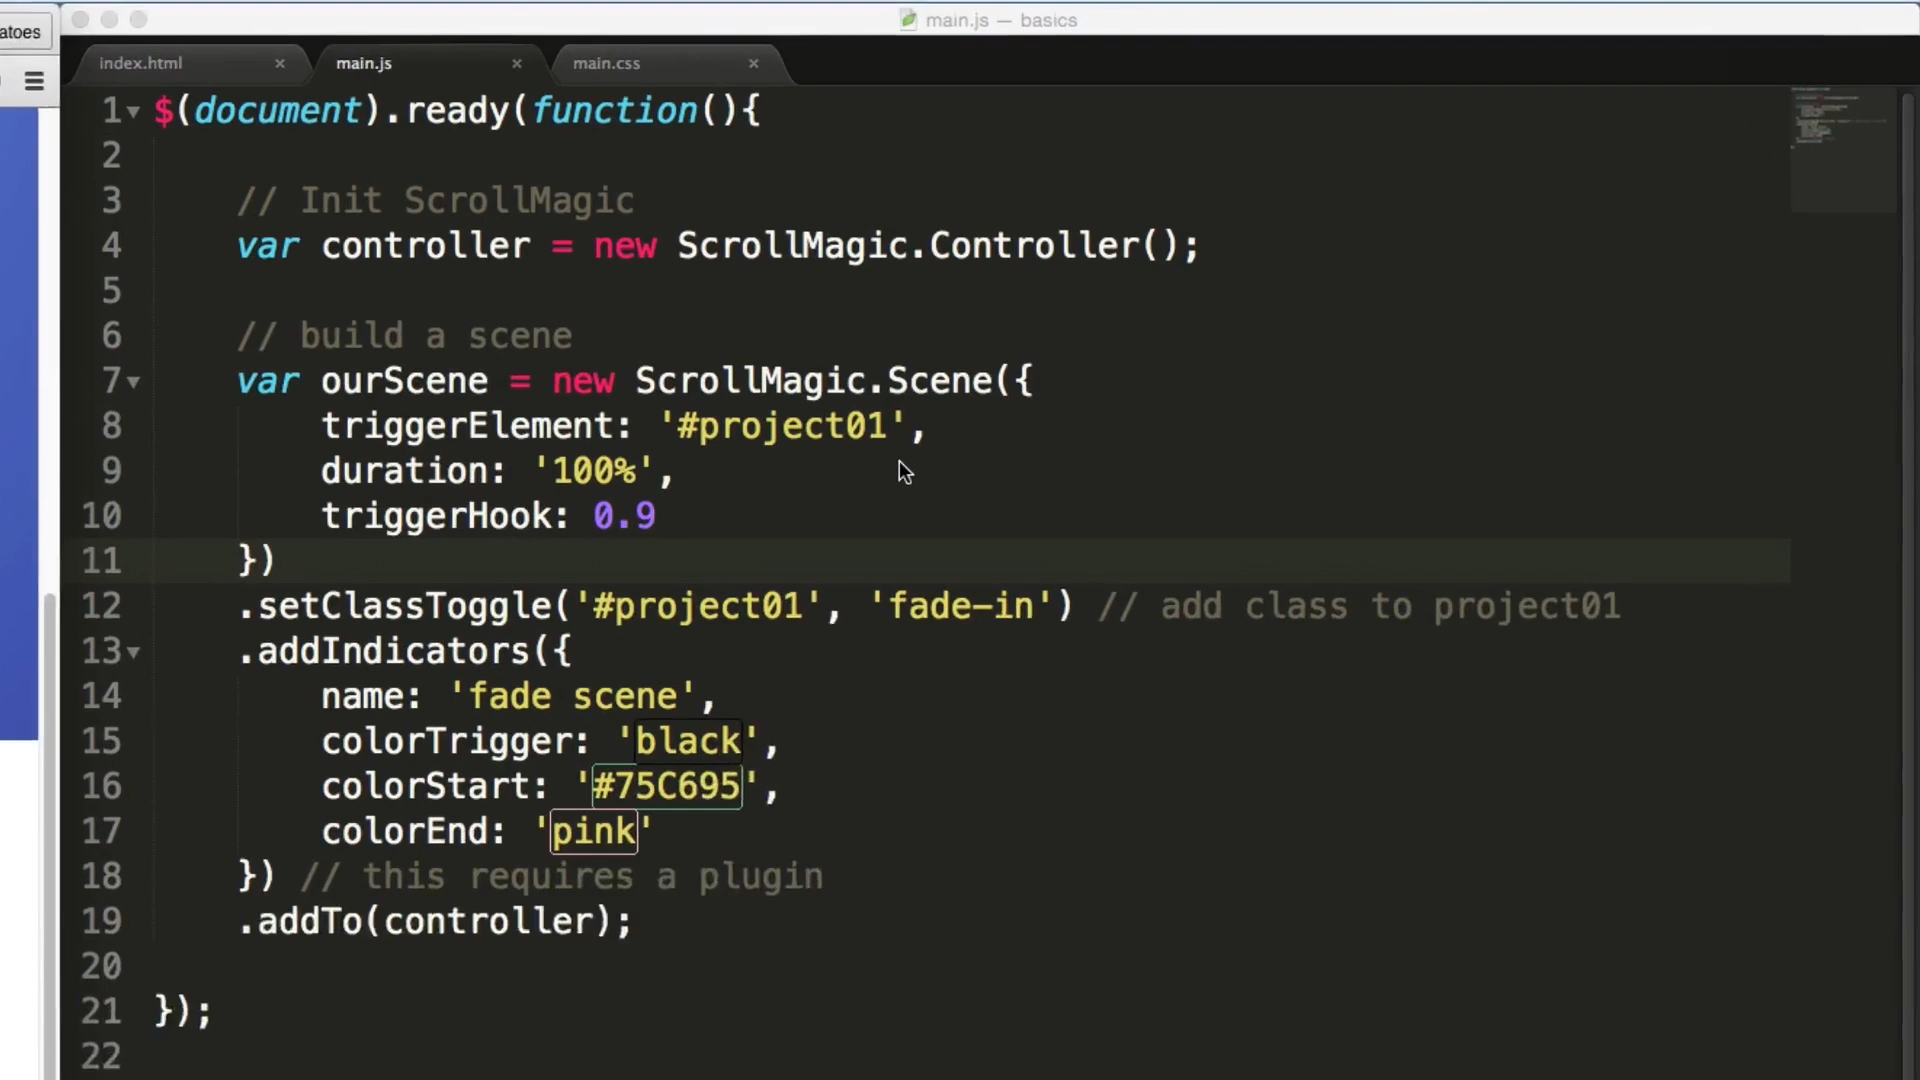 main.js — basics
atoes
index.html
main.js
main.css
1 $(document).ready(function(){
2
3 // Init ScrollMagic
4 var controller = new ScrollMagic.Controller();
5
6 // build a scene
7 var ourScene = new ScrollMagic.Scene({
8 triggerElement: '#project01',
9 duration: '100%',
10 triggerHook: 0.9
11 })
12 .setClassToggle('#project01', 'fade-in') // add class to project01
13 .addIndicators({
14 name: 'fade scene',
15 colorTrigger: 'black',
16 colorStart: '#75C695',
17 colorEnd: 'pink'
18 }) // this requires a plugin
19 .addTo(controller);
20
21 });
22